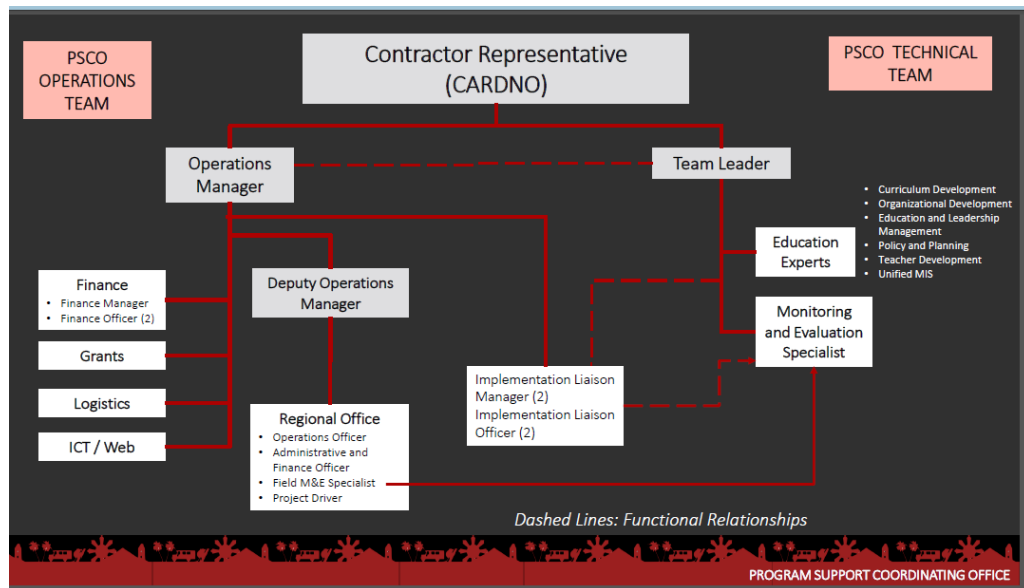 PSCO
OPERATIONS
TEAM
Contractor Representative
(CARDNO)
PSCO TECHNICAL
TEAM
Operations
Manager
Team Leader
• Curriculum Development
• Organizational Development
• Education and Leadership
Management
• Policy and Planning
• Teacher Development
• Unified MIS
Education
Experts
Finance
• Finance Manager
• Finance Officer (2)
Deputy Operations
Manager
Monitoring
and Evaluation
Specialist
Grants
Logistics
ICT / Web
Implementation Liaison
Manager (2)
Implementation Liaison
Officer (2)
Regional Office
• Operations Officer
• Administrative and
Finance Officer
• Field M&E Specialist
• Project Driver
Dashed Lines: Functional Relationships
PROGRAM SUPPORT COORDINATING OFFICE